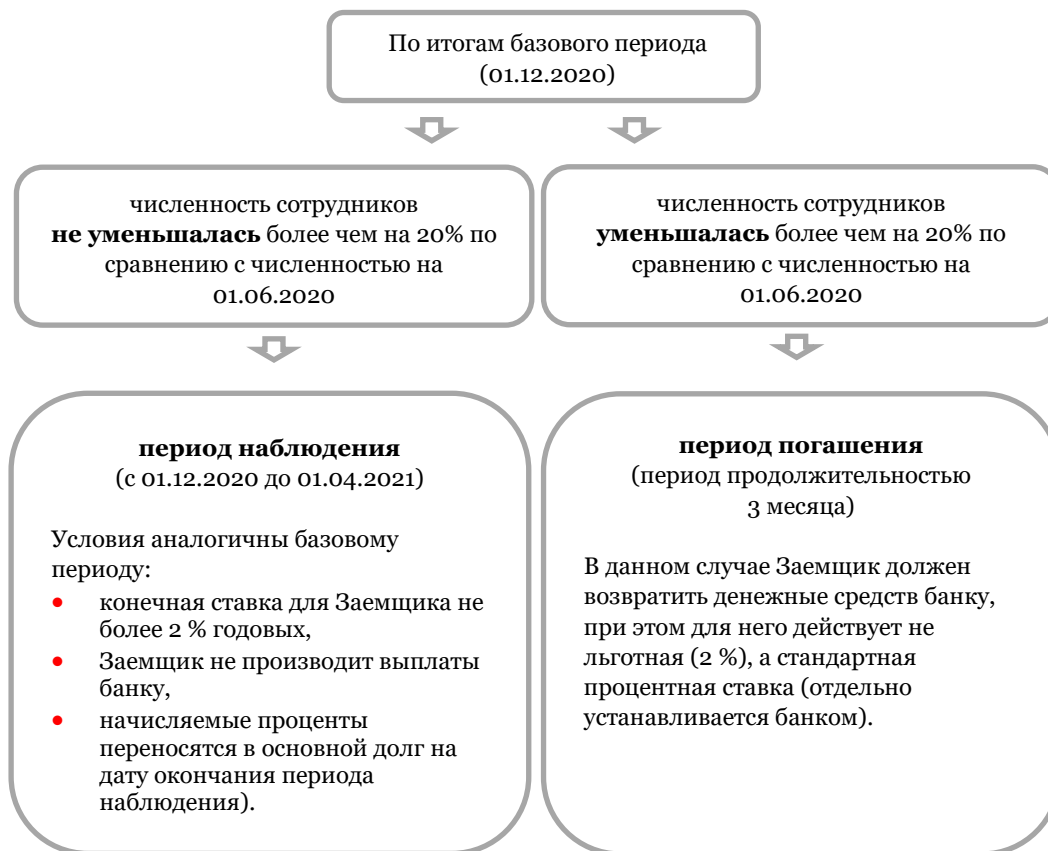 По итогам базового периода
(01.12.2020)
численность сотрудников
не уменьшалась более чем на 20% по
сравнению с численностью на
01.06.2020
численность сотрудников
уменьшалась более чем на 20% по
сравнению с численностью на
01.06.2020
период наблюдения
(с 01.12.2020 до 01.04.2021)
Условия аналогичны базовому
периоду:
• конечная ставка для Заемщика не
более 2 % годовых,
• Заемщик не производит выплаты
банку,
• начисляемые проценты
переносятся в основной долг на
дату окончания периода
наблюдения).
период погашения
(период продолжительностью
3 месяца)
В данном случае Заемщик должен
возвратить денежные средств банку,
при этом для него действует не
льготная (2 %), а стандартная
процентная ставка (отдельно
устанавливается банком).